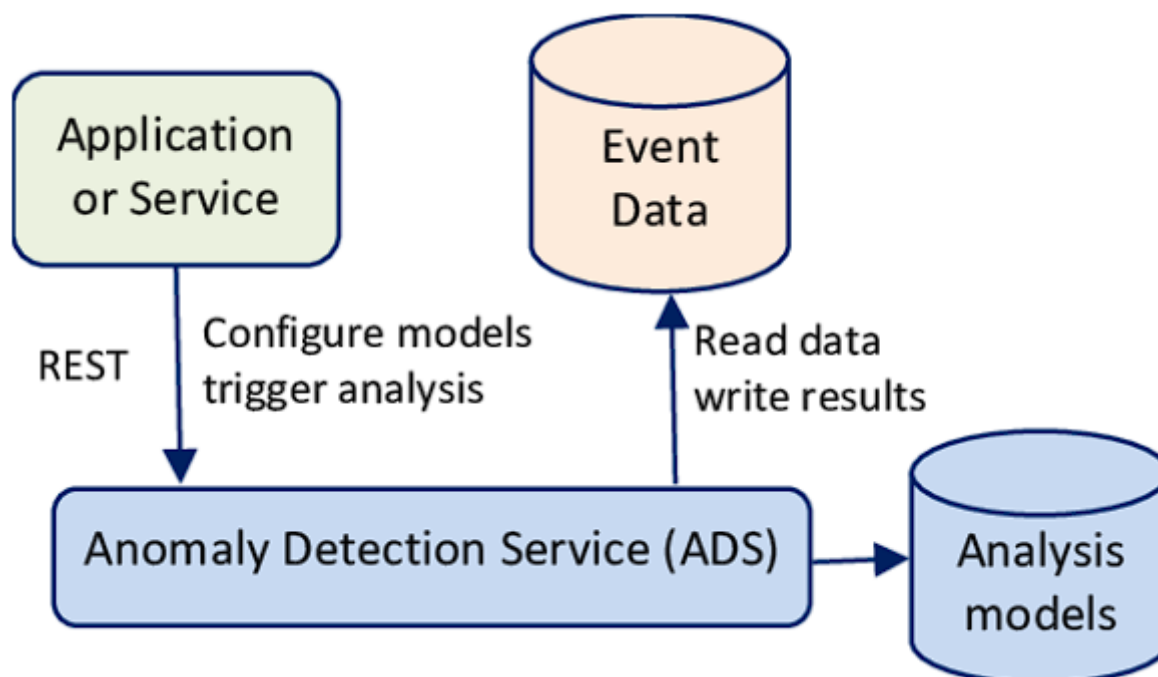 Application
or Service
Event
Data
REST
Configure models
trigger analysis
Read data
write results
Anomaly Detection Service (ADS)
Analysis
models